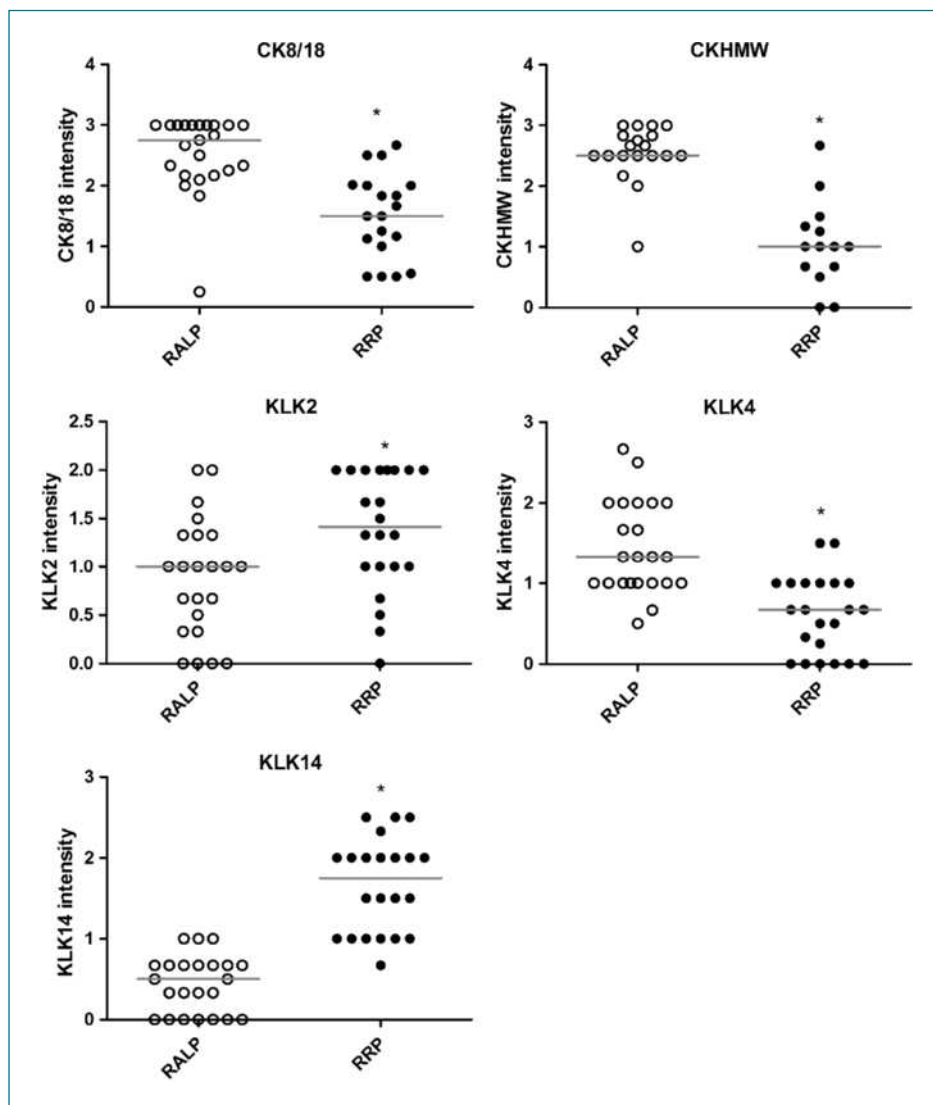 CK8/18
CK8/18 intensity
4
3
2
1
0
RALP
RRP
*
CKHMW
CKHMW intensity
4
3
2
1
0
RALP
RRP
*
KLK2
KLK2 intensity
2.5
2.0
1.5
1.0
0.5
0.0
RALP
RRP
*
KLK4
KLK4 intensity
3
2
1
0
RALP
RRP
*
KLK14
KLK14 intensity
3
2
1
0
RALP
RRP
*